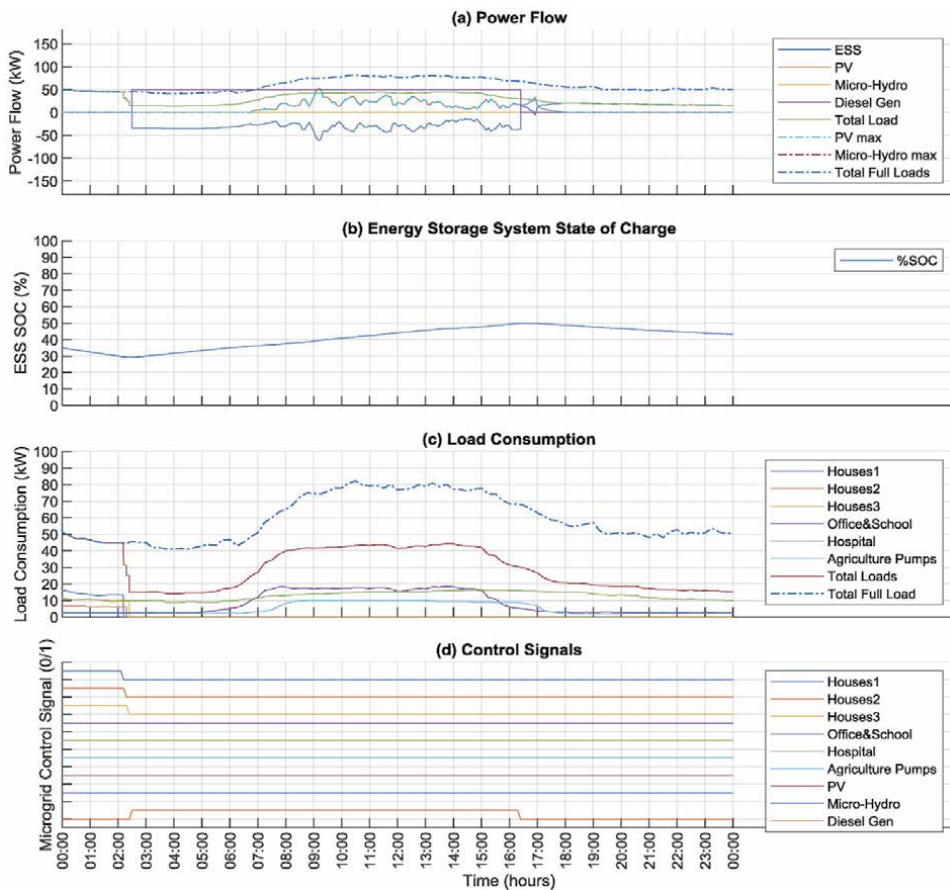 (a) Power Flow
Power Flow (kW)
150
100
50
0
-50
-100
-150
ESS
PV
Micro-Hydro
Diesel Gen
Total Load
PV max
Micro-Hydro max
Total Full Loads
(b) Energy Storage System State of Charge
ESS SOC (%)
100
90
80
70
60
50
40
30
20
10
0
%SOC
(c) Load Consumption
Load Consumption (kW)
100
90
80
70
60
50
40
30
20
10
0
Houses1
Houses2
Houses3
Office&School
Hospital
Agriculture Pumps
Total Loads
Total Full Load
(d) Control Signals
Microgrid Control Signal (0/1)
Houses1
Houses2
Houses3
Office&School
Hospital
Agriculture Pumps
PV
Micro-Hydro
Diesel Gen
00:00
01:00
02:00
03:00
04:00
05:00
06:00
07:00
08:00
09:00
10:00
11:00
12:00
13:00
14:00
15:00
16:00
17:00
18:00
19:00
20:00
21:00
22:00
23:00
00:00
Time (hours)